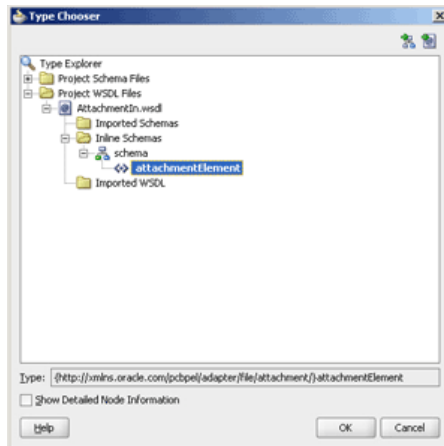 Type Chooser
Type Explorer
Project Schema Files
Project WSDL Files
AttachmentIn.wsdl
Imported Schemas
Inline Schemas
schema
attachmentElement
Imported WSDL
Type: {http://xmlns.oracle.com/pcbpel/adapter/file/attachment/}attachmentElement
Show Detailed Node Information
Help OK Cancel